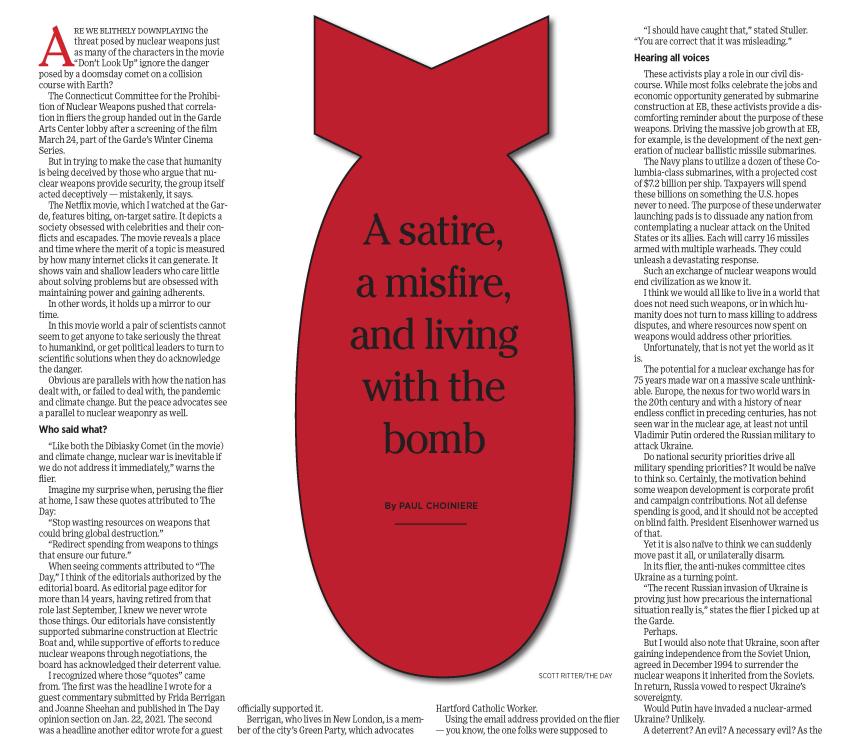 ARE WE BLITHELY DOWNPLAYING the
threat posed by nuclear weapons just
as many of the characters in the movie
“Don’t Look Up” ignore the danger
posed by a doomsday comet on a collision
course with Earth?
The Connecticut Committee for the Prohibi-
tion of Nuclear Weapons pushed that correla-
tion in fliers the group handed out in the Garde
Arts Center lobby after a screening of the film
March 24, part of the Garde’s Winter Cinema
Series.
But in trying to make the case that humanity
is being deceived by those who argue that nu-
clear weapons provide security, the group itself
acted deceptively — mistakenly, it says.
The Netflix movie, which I watched at the Gar-
de, features biting, on-target satire. It depicts a
society obsessed with celebrities and their con-
flicts and escapades. The movie reveals a place
and time where the merit of a topic is measured
by how many internet clicks it can generate. It
shows vain and shallow leaders who care little
about solving problems but are obsessed with
maintaining power and gaining adherents.
In other words, it holds up a mirror to our
time.
In this movie world a pair of scientists cannot
seem to get anyone to take seriously the threat
to humankind, or get political leaders to turn to
scientific solutions when they do acknowledge
the danger.
Obvious are parallels with how the nation has
dealt with, or failed to deal with, the pandemic
and climate change. But the peace advocates see
a parallel to nuclear weaponry as well.
Who said what?
“Like both the Dibiasky Comet (in the movie)
and climate change, nuclear war is inevitable if
we do not address it immediately,” warns the
flier.
Imagine my surprise when, perusing the flier
at home, I saw these quotes attributed to The
Day:
“Stop wasting resources on weapons that
could bring global destruction.”
“Redirect spending from weapons to things
that ensure our future.”
When seeing comments attributed to “The
Day,” I think of the editorials authorized by the
editorial board. As editorial page editor for
more than 14 years, having retired from that
role last September, I knew we never wrote
those things. Our editorials have consistently
supported submarine construction at Electric
Boat and, while supportive of efforts to reduce
nuclear weapons through negotiations, the
board has acknowledged their deterrent value.
I recognized where those “quotes” came
from. The first was the headline I wrote for a
guest commentary submitted by Frida Berrigan
and Joanne Sheehan and published in The Day
opinion section on Jan. 22, 2021. The second
was a headline another editor wrote for a guest
A satire,
a misfire,
and living
with the
bomb
By PAUL CHOINIERE
SCOTT RITTER/THE DAY
officially supported it.
Berrigan, who lives in New London, is a mem-
ber of the city’s Green Party, which advocates
Hartford Catholic Worker.
Using the email address provided on the flier
— you know, the one folks were supposed to
“I should have caught that,” stated Stuller.
“You are correct that it was misleading.”
Hearing all voices
These activists play a role in our civil dis-
course. While most folks celebrate the jobs and
economic opportunity generated by submarine
construction at EB, these activists provide a dis-
comforting reminder about the purpose of these
weapons. Driving the massive job growth at EB,
for example, is the development of the next gen-
eration of nuclear ballistic missile submarines.
The Navy plans to utilize a dozen of these Co-
lumbia-class submarines, with a projected cost
of $7.2 billion per ship. Taxpayers will spend
these billions on something the U.S. hopes
never to need. The purpose of these underwater
launching pads is to dissuade any nation from
contemplating a nuclear attack on the United
States or its allies. Each will carry 16 missiles
armed with multiple warheads. They could
unleash a devastating response.
Such an exchange of nuclear weapons would
end civilization as we know it.
I think we would all like to live in a world that
does not need such weapons, or in which hu-
manity does not turn to mass killing to address
disputes, and where resources now spent on
weapons would address other priorities.
Unfortunately, that is not yet the world as it
is.
The potential for a nuclear exchange has for
75 years made war on a massive scale unthink-
able. Europe, the nexus for two world wars in
the 20th century and with a history of near
endless conflict in preceding centuries, has not
seen war in the nuclear age, at least not until
Vladimir Putin ordered the Russian military to
attack Ukraine.
Do national security priorities drive all
military spending priorities? It would be naïve
to think so. Certainly, the motivation behind
some weapon development is corporate profit
and campaign contributions. Not all defense
spending is good, and it should not be accepted
on blind faith. President Eisenhower warned us
of that.
Yet it is also naïve to think we can suddenly
move past it all, or unilaterally disarm.
In its flier, the anti-nukes committee cites
Ukraine as a turning point.
“The recent Russian invasion of Ukraine is
proving just how precarious the international
situation really is,” states the flier I picked up at
the Garde.
Perhaps.
But I would also note that Ukraine, soon after
gaining independence from the Soviet Union,
agreed in December 1994 to surrender the
nuclear weapons it inherited from the Soviets.
In return, Russia vowed to respect Ukraine’s
sovereignty.
Would Putin have invaded a nuclear-armed
Ukraine? Unlikely.
A deterrent? An evil? A necessary evil? As the